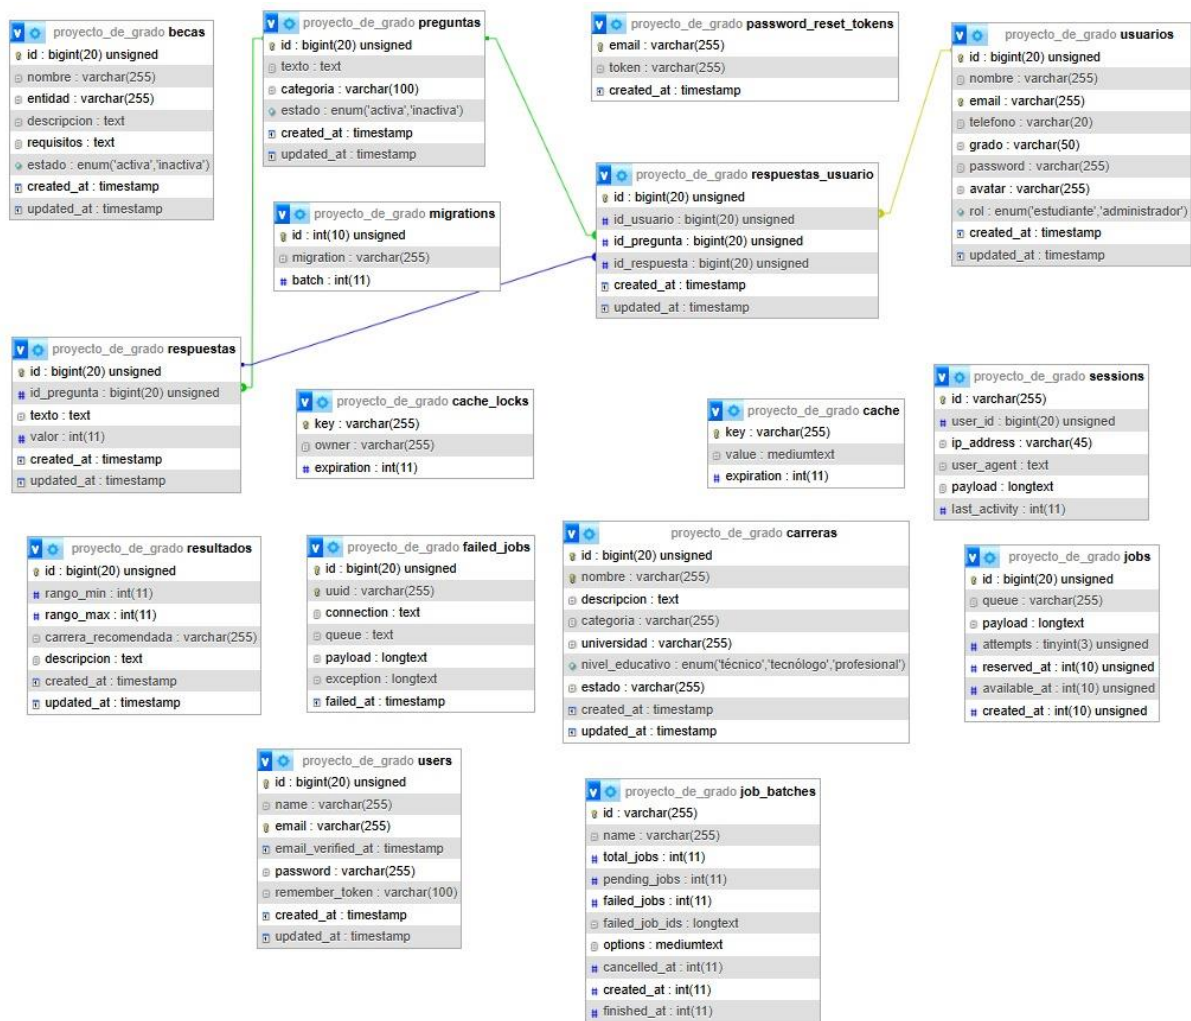 proyecto_de_grado becas
id : bigint(20) unsigned
nombre : varchar(255)
entidad : varchar(255)
descripcion : text
requisitos : text
estado : enum('activa','inactiva')
created_at : timestamp
updated_at : timestamp
proyecto_de_grado preguntas
id : bigint(20) unsigned
texto : text
categoria : varchar(100)
estado : enum('activa','inactiva')
created_at : timestamp
updated_at : timestamp
proyecto_de_grado password_reset_tokens
email : varchar(255)
token : varchar(255)
created_at : timestamp
proyecto_de_grado usuarios
id : bigint(20) unsigned
nombre : varchar(255)
email : varchar(255)
telefono : varchar(20)
grado : varchar(50)
password : varchar(255)
avatar : varchar(255)
rol : enum('estudiante','administrador')
created_at : timestamp
updated_at : timestamp
proyecto_de_grado migrations
id : int(10) unsigned
migration : varchar(255)
# batch : int(11)
proyecto_de_grado respuestas_usuario
id : bigint(20) unsigned
# id_usuario : bigint(20) unsigned
# id_pregunta : bigint(20) unsigned
# id_respuesta : bigint(20) unsigned
created_at : timestamp
updated_at : timestamp
proyecto_de_grado respuestas
id : bigint(20) unsigned
# id_pregunta : bigint(20) unsigned
texto : text
# valor : int(11)
created_at : timestamp
updated_at : timestamp
proyecto_de_grado cache_locks
key : varchar(255)
owner : varchar(255)
# expiration : int(11)
proyecto_de_grado cache
key : varchar(255)
value : mediumtext
# expiration : int(11)
proyecto_de_grado sessions
id : varchar(255)
# user_id : bigint(20) unsigned
ip_address : varchar(45)
user_agent : text
payload : longtext
# last_activity : int(11)
proyecto_de_grado resultados
id : bigint(20) unsigned
# rango_min : int(11)
# rango_max : int(11)
carrera_recomendada : varchar(255)
descripcion : text
created_at : timestamp
updated_at : timestamp
proyecto_de_grado failed_jobs
id : bigint(20) unsigned
uuid : varchar(255)
connection : text
queue : text
payload : longtext
exception : longtext
failed_at : timestamp
proyecto_de_grado carreras
id : bigint(20) unsigned
nombre : varchar(255)
descripcion : text
categoria : varchar(255)
universidad : varchar(255)
nivel_educativo : enum('técnico','tecnólogo','profesional')
estado : varchar(255)
created_at : timestamp
updated_at : timestamp
proyecto_de_grado jobs
id : bigint(20) unsigned
queue : varchar(255)
payload : longtext
# attempts : tinyint(3) unsigned
# reserved_at : int(10) unsigned
# available_at : int(10) unsigned
# created_at : int(10) unsigned
proyecto_de_grado users
id : bigint(20) unsigned
name : varchar(255)
email : varchar(255)
email_verified_at : timestamp
password : varchar(255)
remember_token : varchar(100)
created_at : timestamp
updated_at : timestamp
proyecto_de_grado job_batches
id : varchar(255)
name : varchar(255)
# total_jobs : int(11)
# pending_jobs : int(11)
# failed_jobs : int(11)
failed_job_ids : longtext
options : mediumtext
# cancelled_at : int(11)
# created_at : int(11)
# finished_at : int(11)